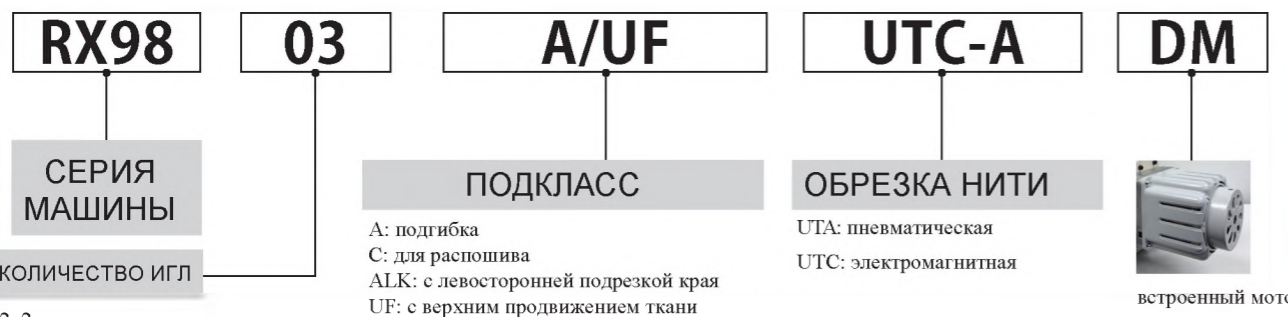 RX98 03 A/UF UTC-A DM
СЕРИЯ
МАШИНЫ
КОЛИЧЕСТВО ИГЛ
ПОДКЛАСС
A: подгибка
C: для распошива
ALK: с левосторонней подрезкой края
UF: с верхним продвижением ткани
ОБРЕЗКА НИТИ
UTA: пневматическая
UTC: электромагнитная
встроенный